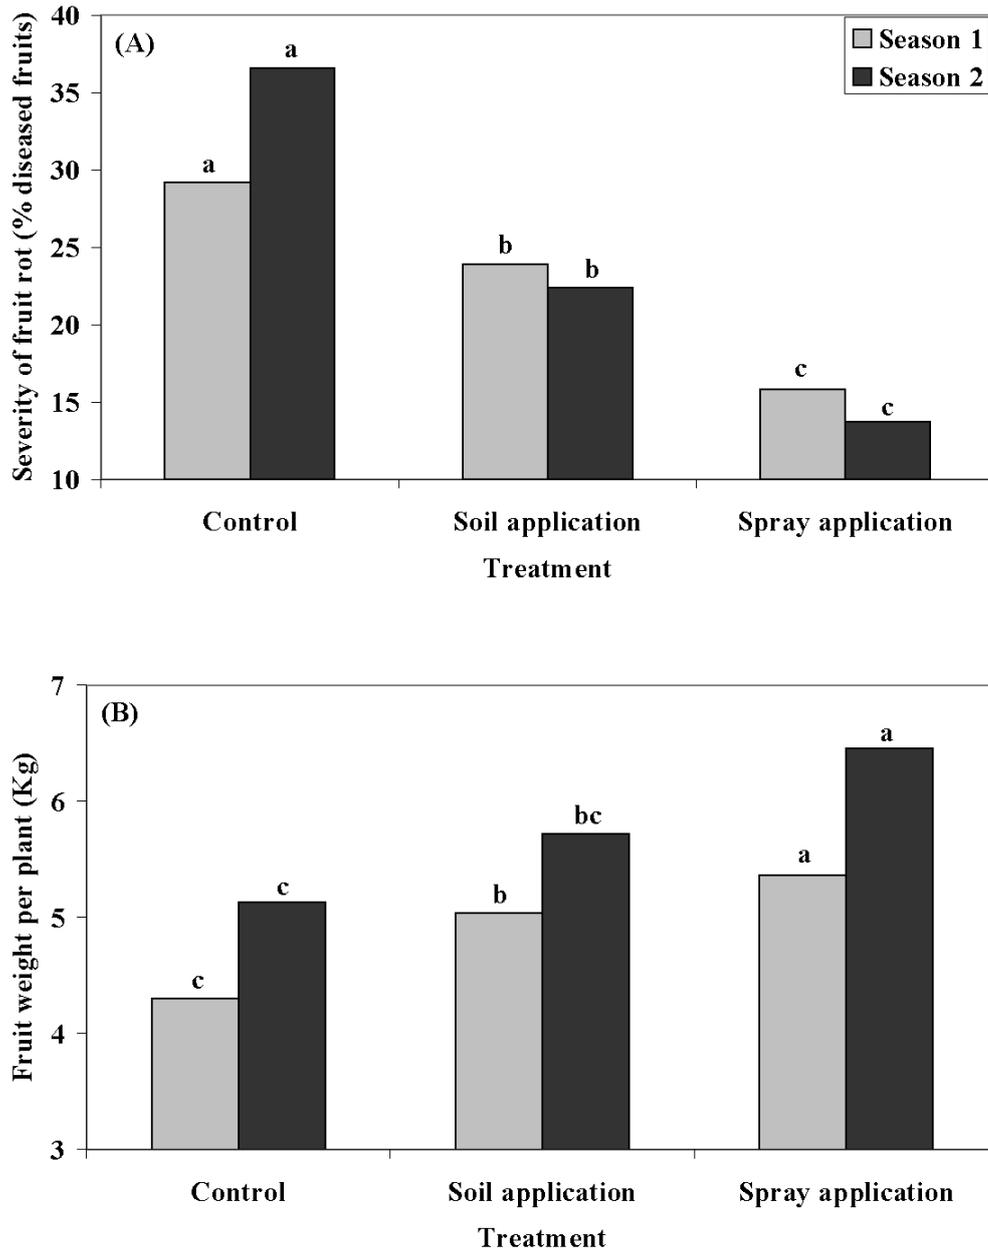 (A)
Season 1
Season 2
Severity of fruit rot (% diseased fruits)
40
35
30
25
20
15
10
a
a
b
b
c
c
Control
Soil application
Spray application
Treatment
(B)
Fruit weight per plant (Kg)
7
6
5
4
3
c
c
b
bc
a
a
Control
Soil application
Spray application
Treatment